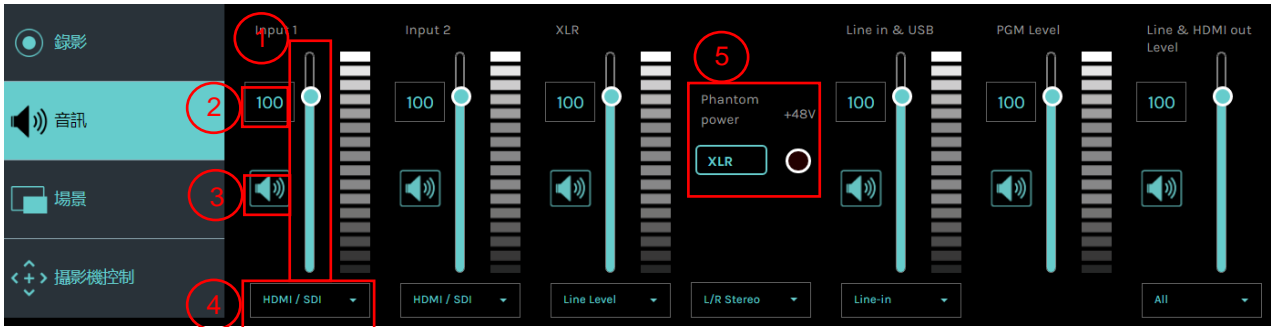 錄影
音訊
場景
攝影機控制
Input 1
Input 2
XLR
Line in & USB
PGM Level
Line & HDMI out
Level
1
2
3
4
5
100
100
100
Phantom
power
+48V
XLR
100
100
100
HDMI / SDI
HDMI / SDI
Line Level
L/R Stereo
Line-in
All